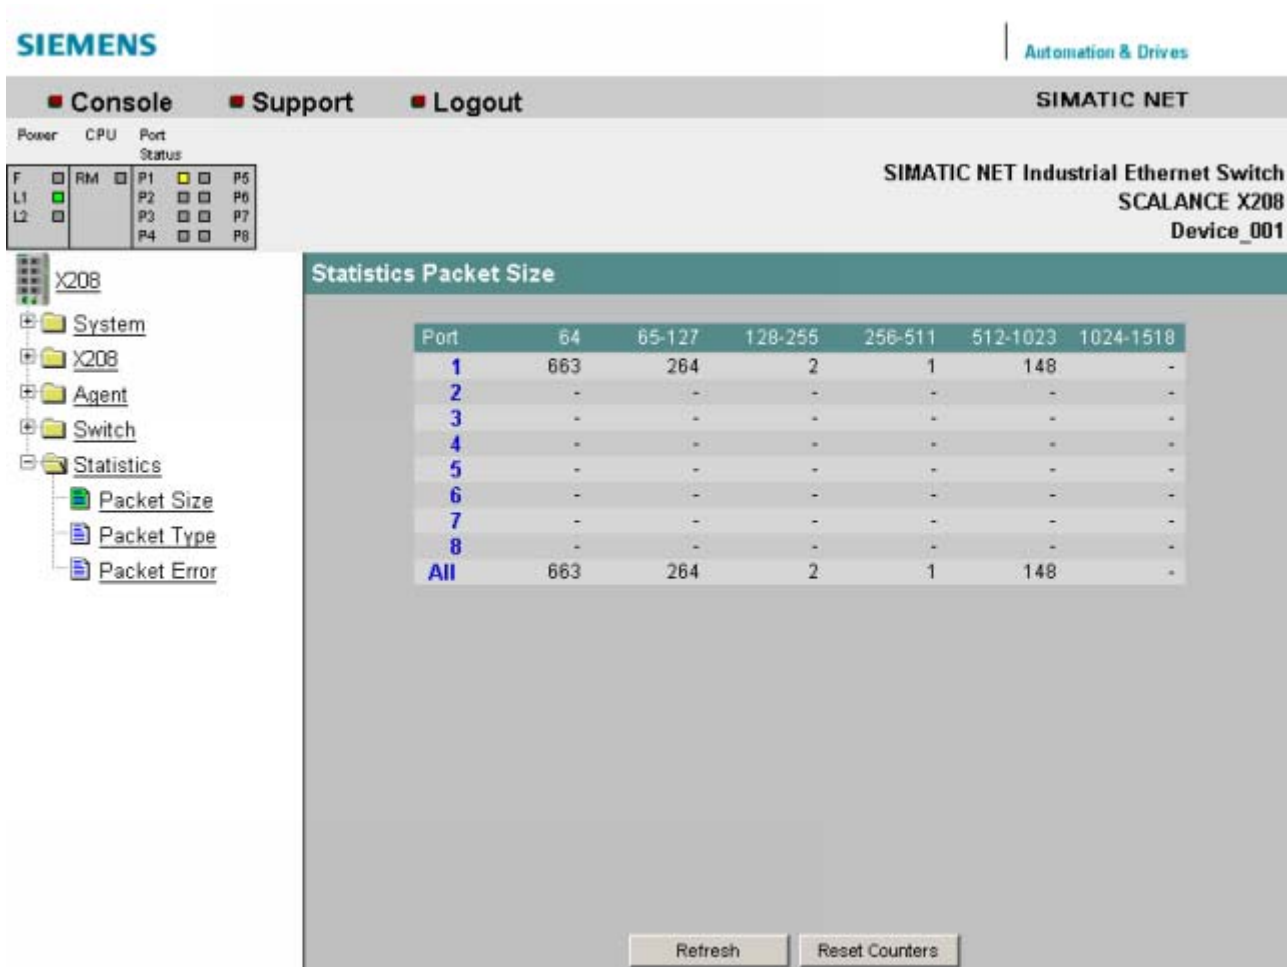 SIEMENS
Automation & Drives
Console Support Logout SIMATIC NET
Power CPU Port Status
F RM P1 P5
L1 P2 P6
L2 P3 P7
P4 P8
SIMATIC NET Industrial Ethernet Switch
SCALANCE X208
Device_001
X208
System
X208
Agent
Switch
Statistics
Packet Size
Packet Type
Packet Error
Statistics Packet Size
Port 64 65-127 128-255 256-511 512-1023 1024-1518
1 663 264 2 1 148 -
2 - - - - - -
3 - - - - - -
4 - - - - - -
5 - - - - - -
6 - - - - - -
7 - - - - - -
8 - - - - - -
All 663 264 2 1 148 -
Refresh Reset Counters